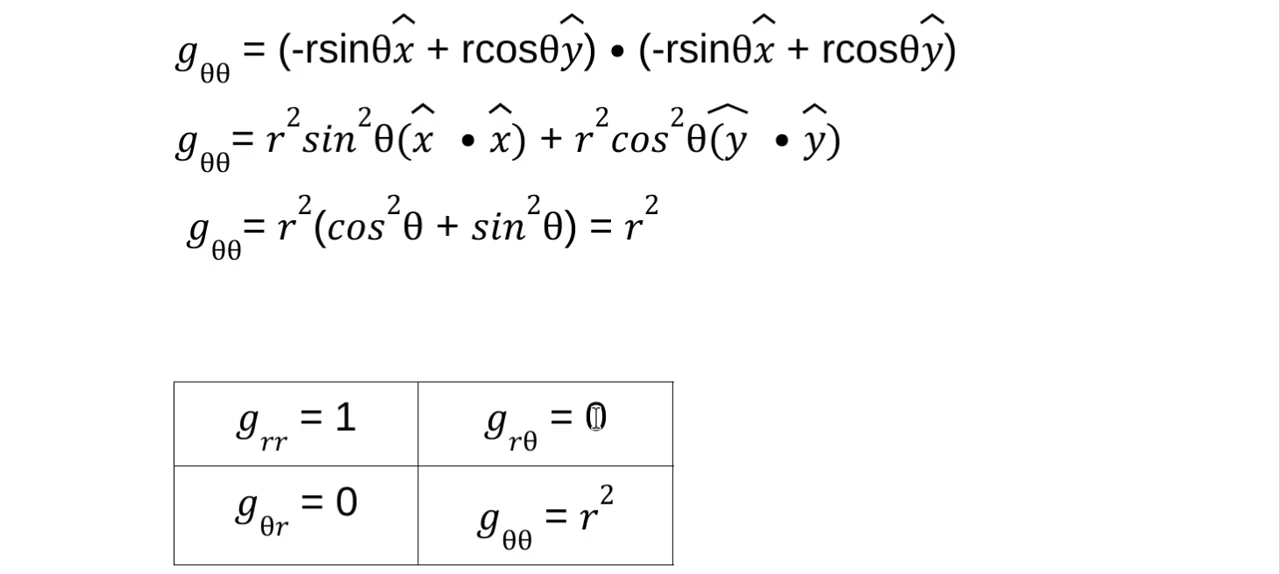 g_θθ = (-rsinθx̂ + rcosθŷ) • (-rsinθx̂ + rcosθŷ)
g_θθ = r²sin²θ(x̂ • x̂) + r²cos²θ(ŷ • ŷ)
g_θθ = r²(cos²θ + sin²θ) = r²
g_rr = 1 g_rθ = 0
g_θr = 0 g_θθ = r²